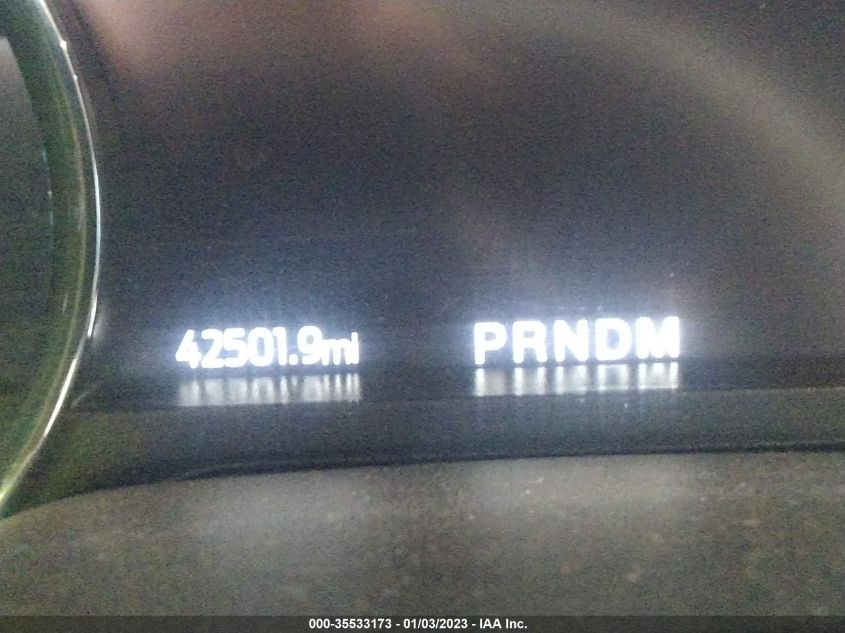 42501.9mi PRNDM
000-35533173 - 01/03/2023 - IAA Inc.